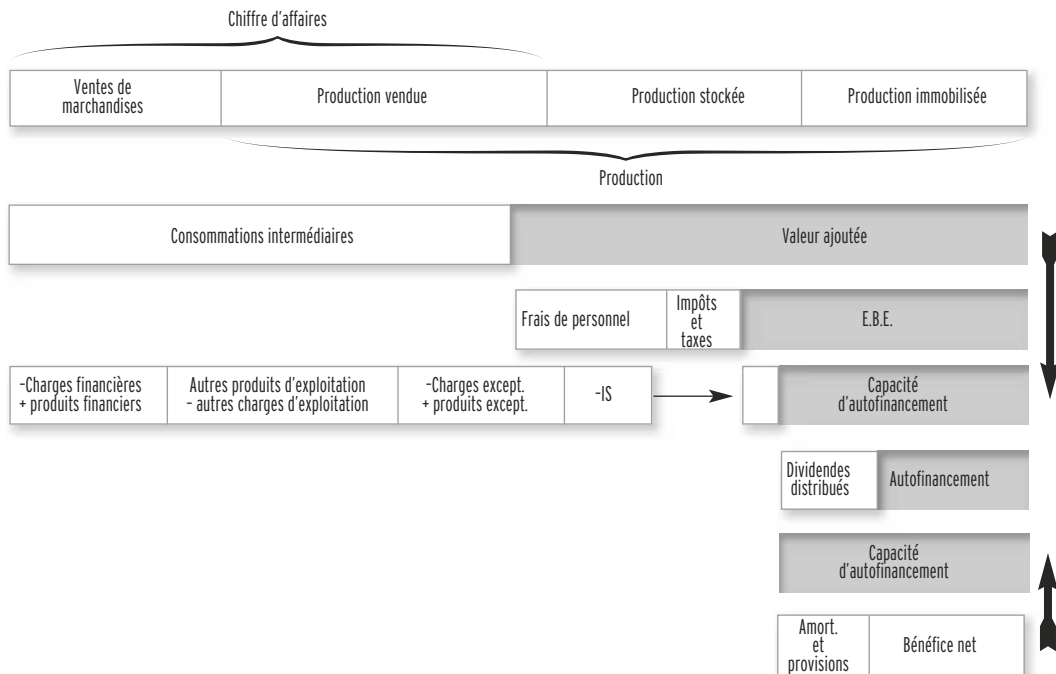 Chiffre d'affaires
Ventes de
marchandises
Production vendue
Production stockée
Production immobilisée
Production
Consommations intermédiaires
Valeur ajoutée
Frais de personnel
Impôts
et
taxes
E.B.E.
-Charges financières
+ produits financiers
Autres produits d'exploitation
- autres charges d'exploitation
-Charges except.
+ produits except.
-IS
Capacité
d'autofinancement
Dividendes
distribués
Autofinancement
Capacité
d'autofinancement
Amort.
et
provisions
Bénéfice net